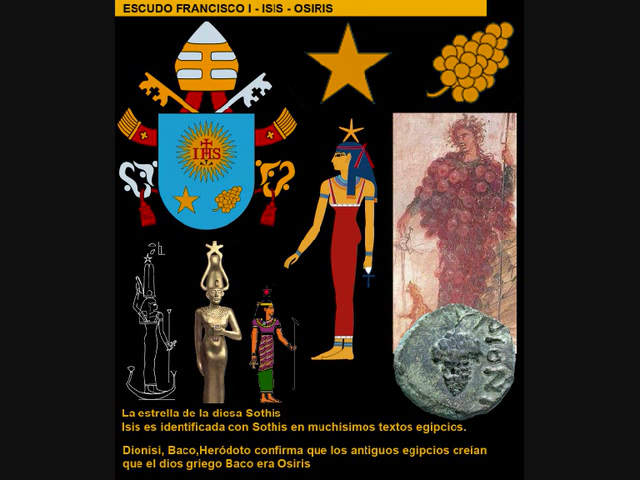 ESCUDO FRANCISCO I - ISIS - OSIRIS
IHS
La estrella de la diosa Sothis
Isis es identificada con Sothis en muchísimos textos egipcios.
Dionisi, Baco,Heródoto confirma que los antiguos egipcios creían
que el dios griego Baco era Osiris